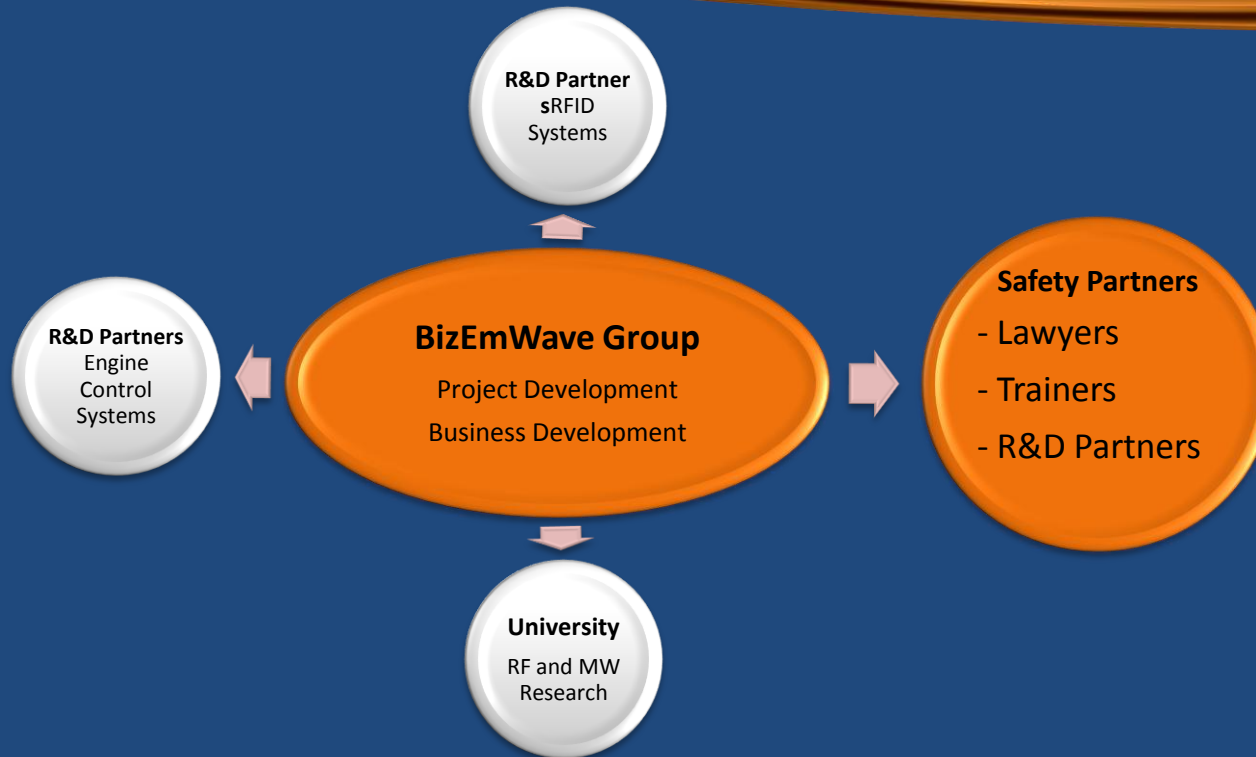 R&D Partner
sRFID
Systems
R&D Partners
Engine
Control
Systems
BizEmWave Group
Project Development
Business Development
Safety Partners
- Lawyers
- Trainers
- R&D Partners
University
RF and MW
Research